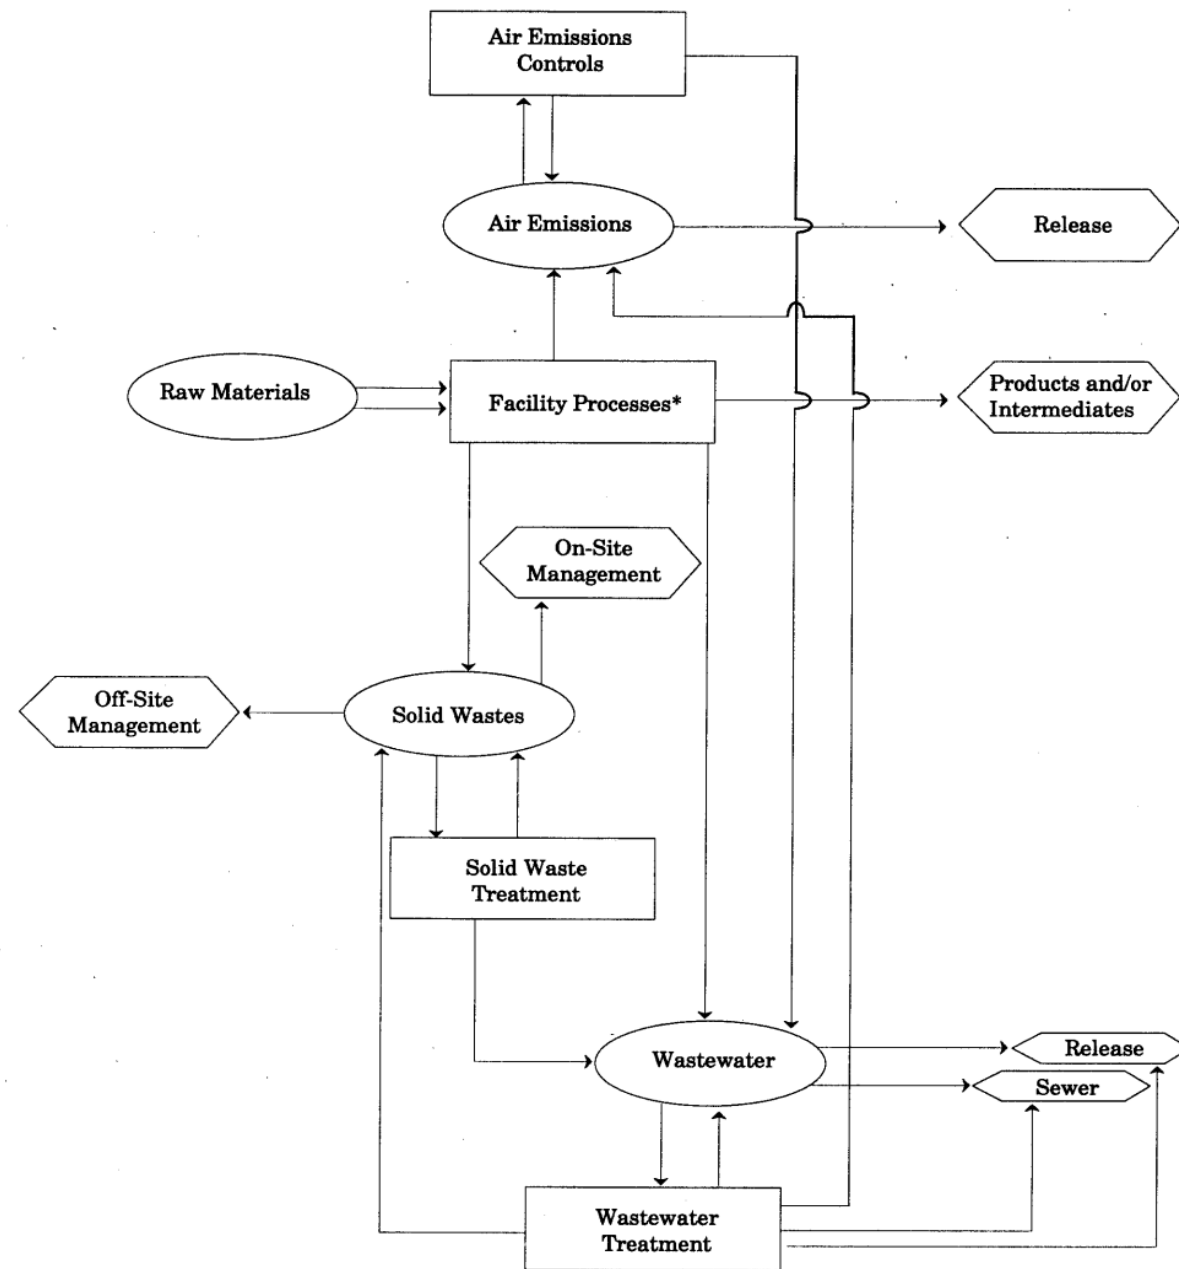 Air Emissions
Controls
Air Emissions
Release
Raw Materials
Facility Processes*
Products and/or
Intermediates
On-Site
Management
Off-Site
Management
Solid Wastes
Solid Waste
Treatment
Wastewater
Release
Sewer
Wastewater
Treatment